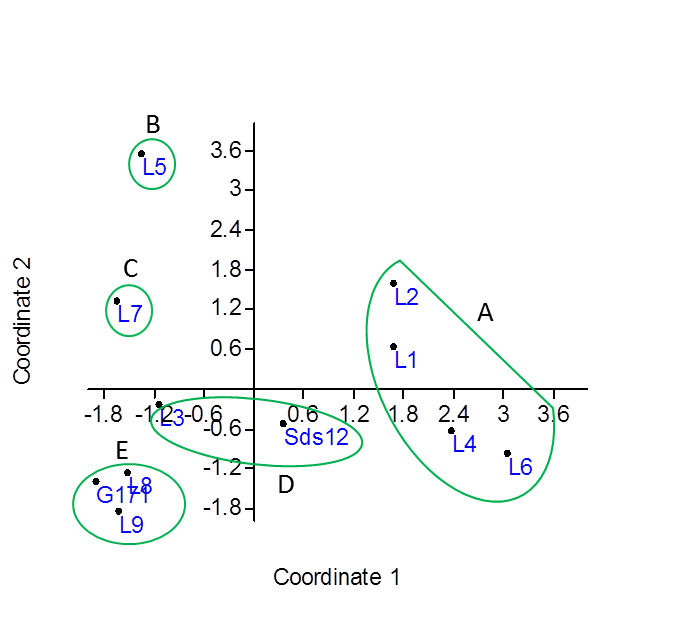 B
3.6
L5
3
2.4
C
1.8
L7
1.2
L2
A
0.6
L1
Coordinate 2
-1.8 -1.2 -0.6 0.6 1.2 1.8 2.4 3 3.6
L3
-0.6
Sds12
L4
E
-1.2
L6
L8
D
G171
-1.8
L9
Coordinate 1